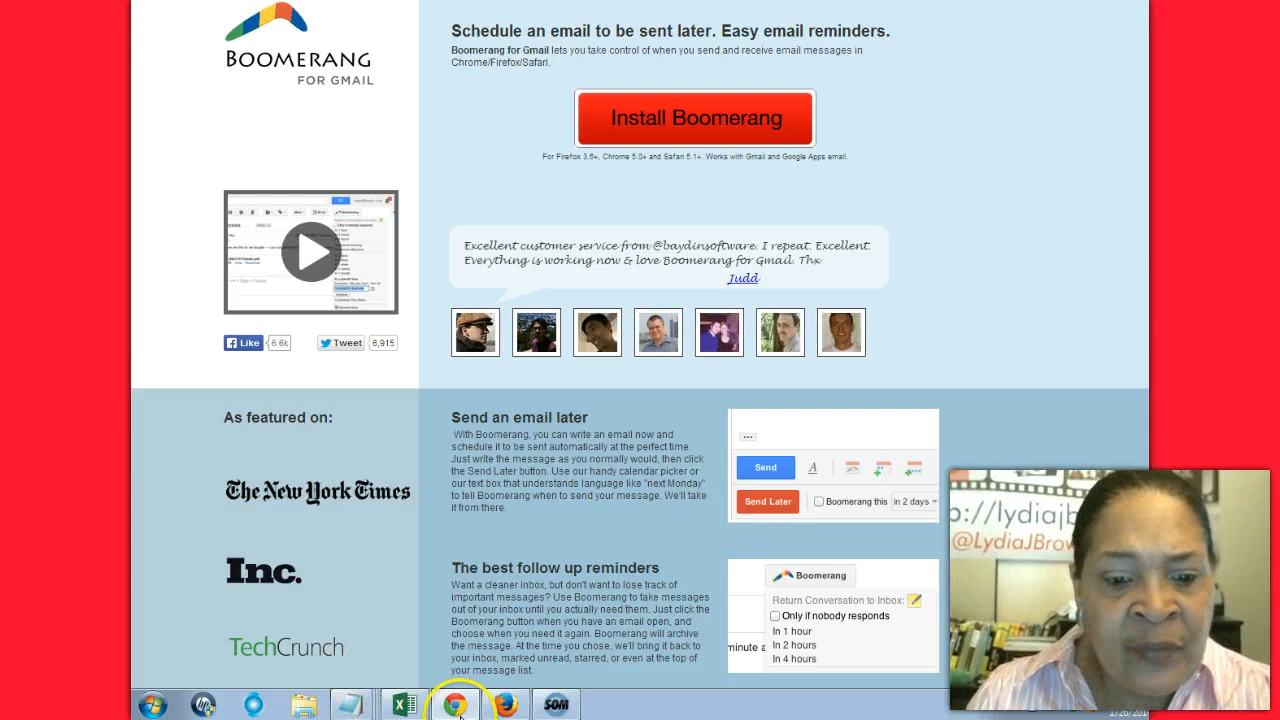 BOOMERANG
FOR GMAIL
Schedule an email to be sent later. Easy email reminders.
Boomerang for Gmail lets you take control of when you send and receive email messages in
Chrome/Firefox/Safari.
Install Boomerang
For Firefox 3.6+, Chrome 5.0+ and Safari 5.1+. Works with Gmail and Google Apps email.
Excellent customer service from @baydinsoftware. I repeat. Excellent.
Everything is working now & love Boomerang for Gmail. Thx
Judd
Like 6.6k Tweet 6,915
As featured on:
The New York Times
Inc.
TechCrunch
Send an email later
With Boomerang, you can write an email now and
schedule it to be sent automatically at the perfect time.
Just write the message as you normally would, then click
the Send Later button. Use our handy calendar picker or
our text box that understands language like "next Monday"
to tell Boomerang when to send your message. We'll take
it from there.
Send A
Send Later Boomerang this in 2 days
The best follow up reminders
Want a cleaner inbox, but don't want to lose track of
important messages? Use Boomerang to take messages
out of your inbox until you actually need them. Just click the
Boomerang button when you have an email open, and
choose when you need it again. Boomerang will archive
the message. At the time you chose, we'll bring it back to
your inbox, marked unread, starred, or even at the top of
your message list.
Boomerang
Return Conversation to Inbox:
Only if nobody responds
In 1 hour
minute a In 2 hours
In 4 hours
p://lydiajb
@LydiaJBrow
hp
SOM